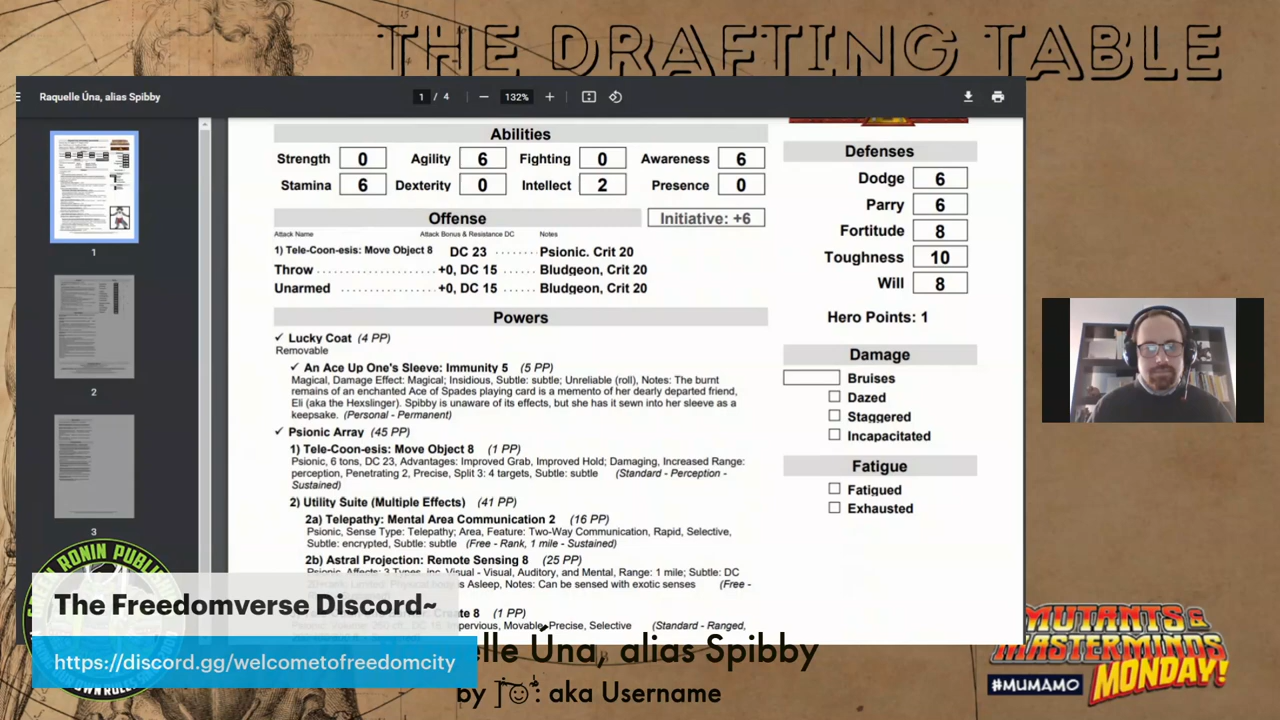 THE DRAFTING TABLE
Raquelle Úna, alias Spibby
1 / 4
132%
1
2
3
Abilities
Strength 0 Agility 6 Fighting 0 Awareness 6
Stamina 6 Dexterity 0 Intellect 2 Presence 0
Offense
Initiative: +6
Attack Name Attack Bonus & Resistance DC Notes
1) Tele-Coon-esis: Move Object 8 DC 23 ....... Psionic. Crit 20
Throw ........................ +0, DC 15 ...... Bludgeon, Crit 20
Unarmed ................... +0, DC 15 ...... Bludgeon, Crit 20
Powers
✓ Lucky Coat (4 PP)
Removable
✓ An Ace Up One's Sleeve: Immunity 5 (5 PP)
Magical, Damage Effect: Magical; Insidious, Subtle: subtle; Unreliable (roll), Notes: The burnt
remains of an enchanted Ace of Spades playing card is a memento of her dearly departed friend,
Eli (aka the Hexslinger). Spibby is unaware of its effects, but she has it sewn into her sleeve as a
keepsake. (Personal - Permanent)
✓ Psionic Array (45 PP)
1) Tele-Coon-esis: Move Object 8 (1 PP)
Psionic, 6 tons, DC 23, Advantages: Improved Grab, Improved Hold; Damaging, Increased Range:
perception, Penetrating 2, Precise, Split 3: 4 targets, Subtle: subtle (Standard - Perception -
Sustained)
2) Utility Suite (Multiple Effects) (41 PP)
2a) Telepathy: Mental Area Communication 2 (16 PP)
Psionic, Sense Type: Telepathy; Area, Feature: Two-Way Communication, Rapid, Selective,
Subtle: encrypted, Subtle: subtle (Free - Rank, 1 mile - Sustained)
2b) Astral Projection: Remote Sensing 8 (25 PP)
Psionic, Affects: 3 Types, inc. Visual - Visual, Auditory, and Mental, Range: 1 mile; Subtle: DC
is Asleep, Notes: Can be sensed with exotic senses (Free -
Create 8 (1 PP)
Impervious, Movable, Precise, Selective (Standard - Ranged,
Defenses
Dodge 6
Parry 6
Fortitude 8
Toughness 10
Will 8
Hero Points: 1
Damage
Bruises
Dazed
Staggered
Incapacitated
Fatigue
Fatigued
Exhausted
RONIN PUBLI
The Freedomverse Discord~
https://discord.gg/welcometofreedomcity
OWN RULES
elle Úna, alias Spibby
aka Username
MUTANTS &
MASTERMINDS
MONDAY!
#MUMAMO